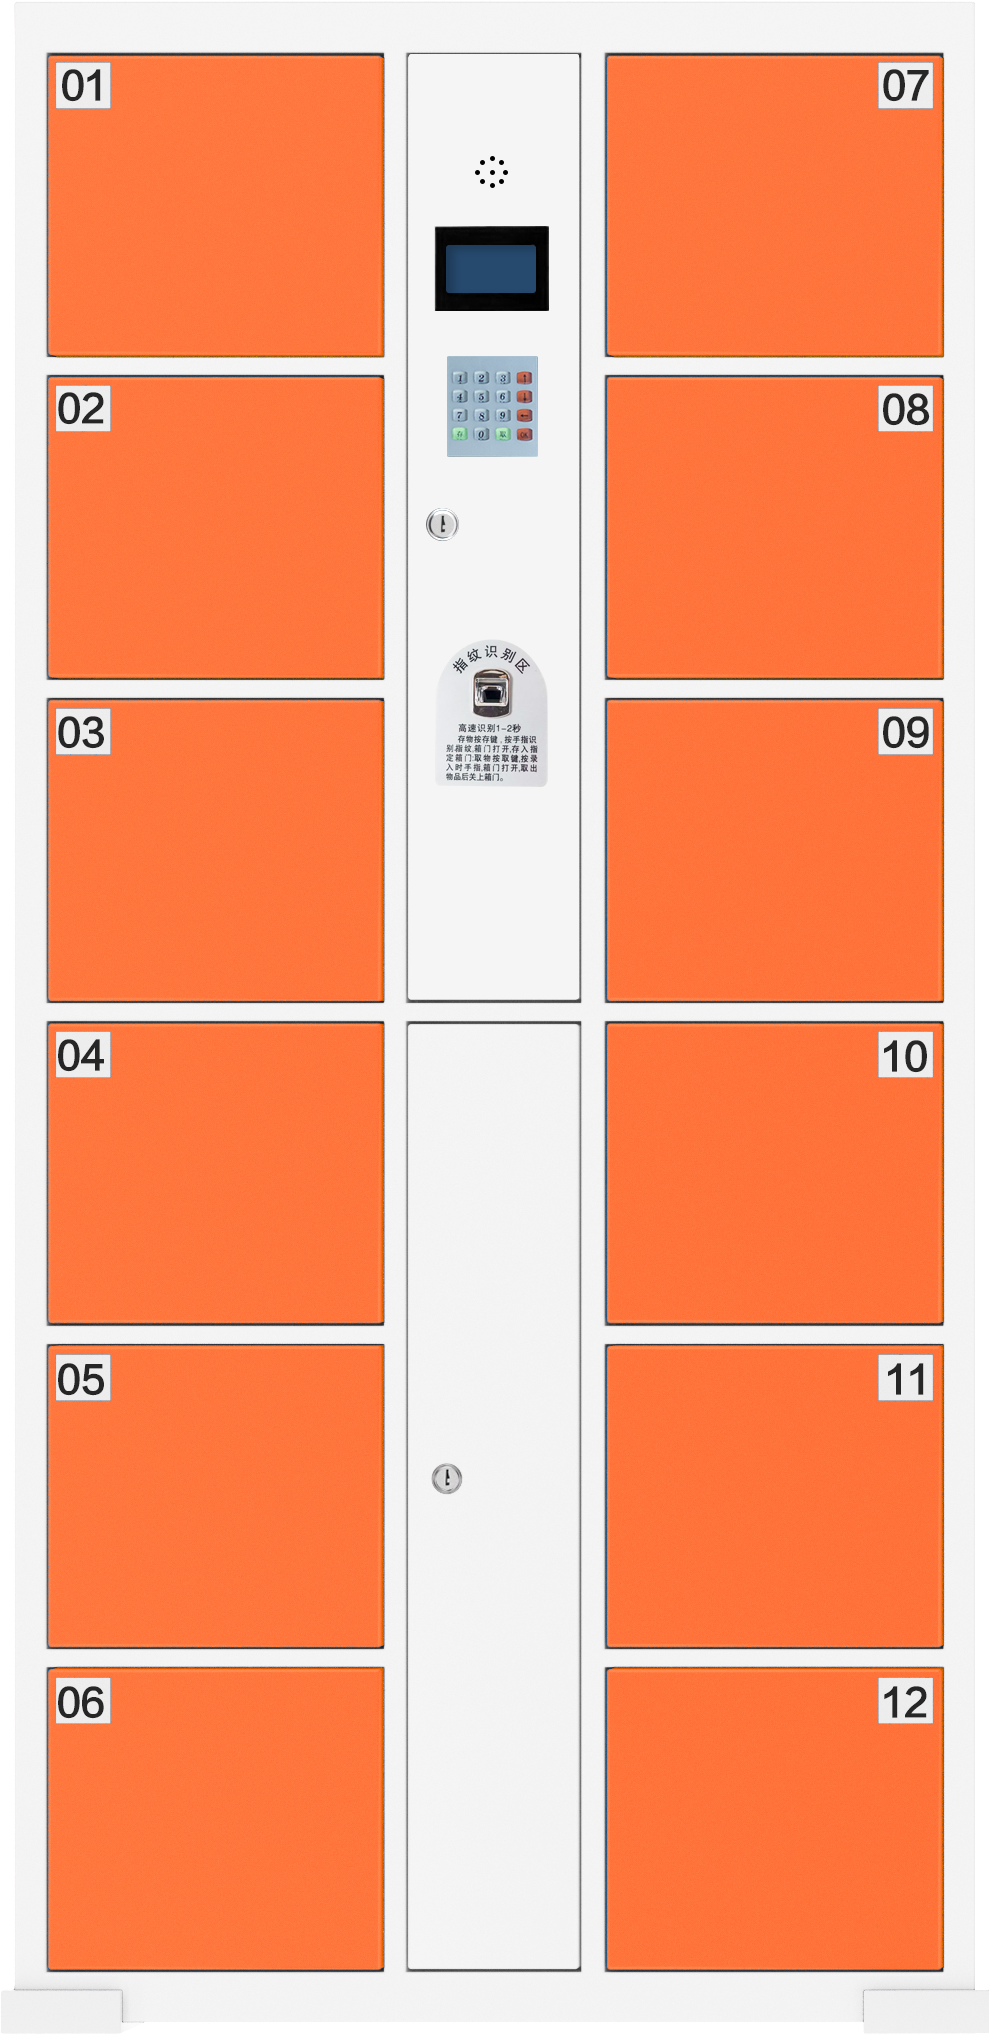 01
07
02
08
1 2 3 ↑
4 5 6 ↓
7 8 9 ←
0
OK
指纹识别区
高速识别1-2秒
存物按存键，按手指识
别指纹,箱门打开,存入指
定箱门:取物按取键,按录
入时手指,箱门打开,取出
物品后关上箱门。
03
09
04
10
05
11
06
12